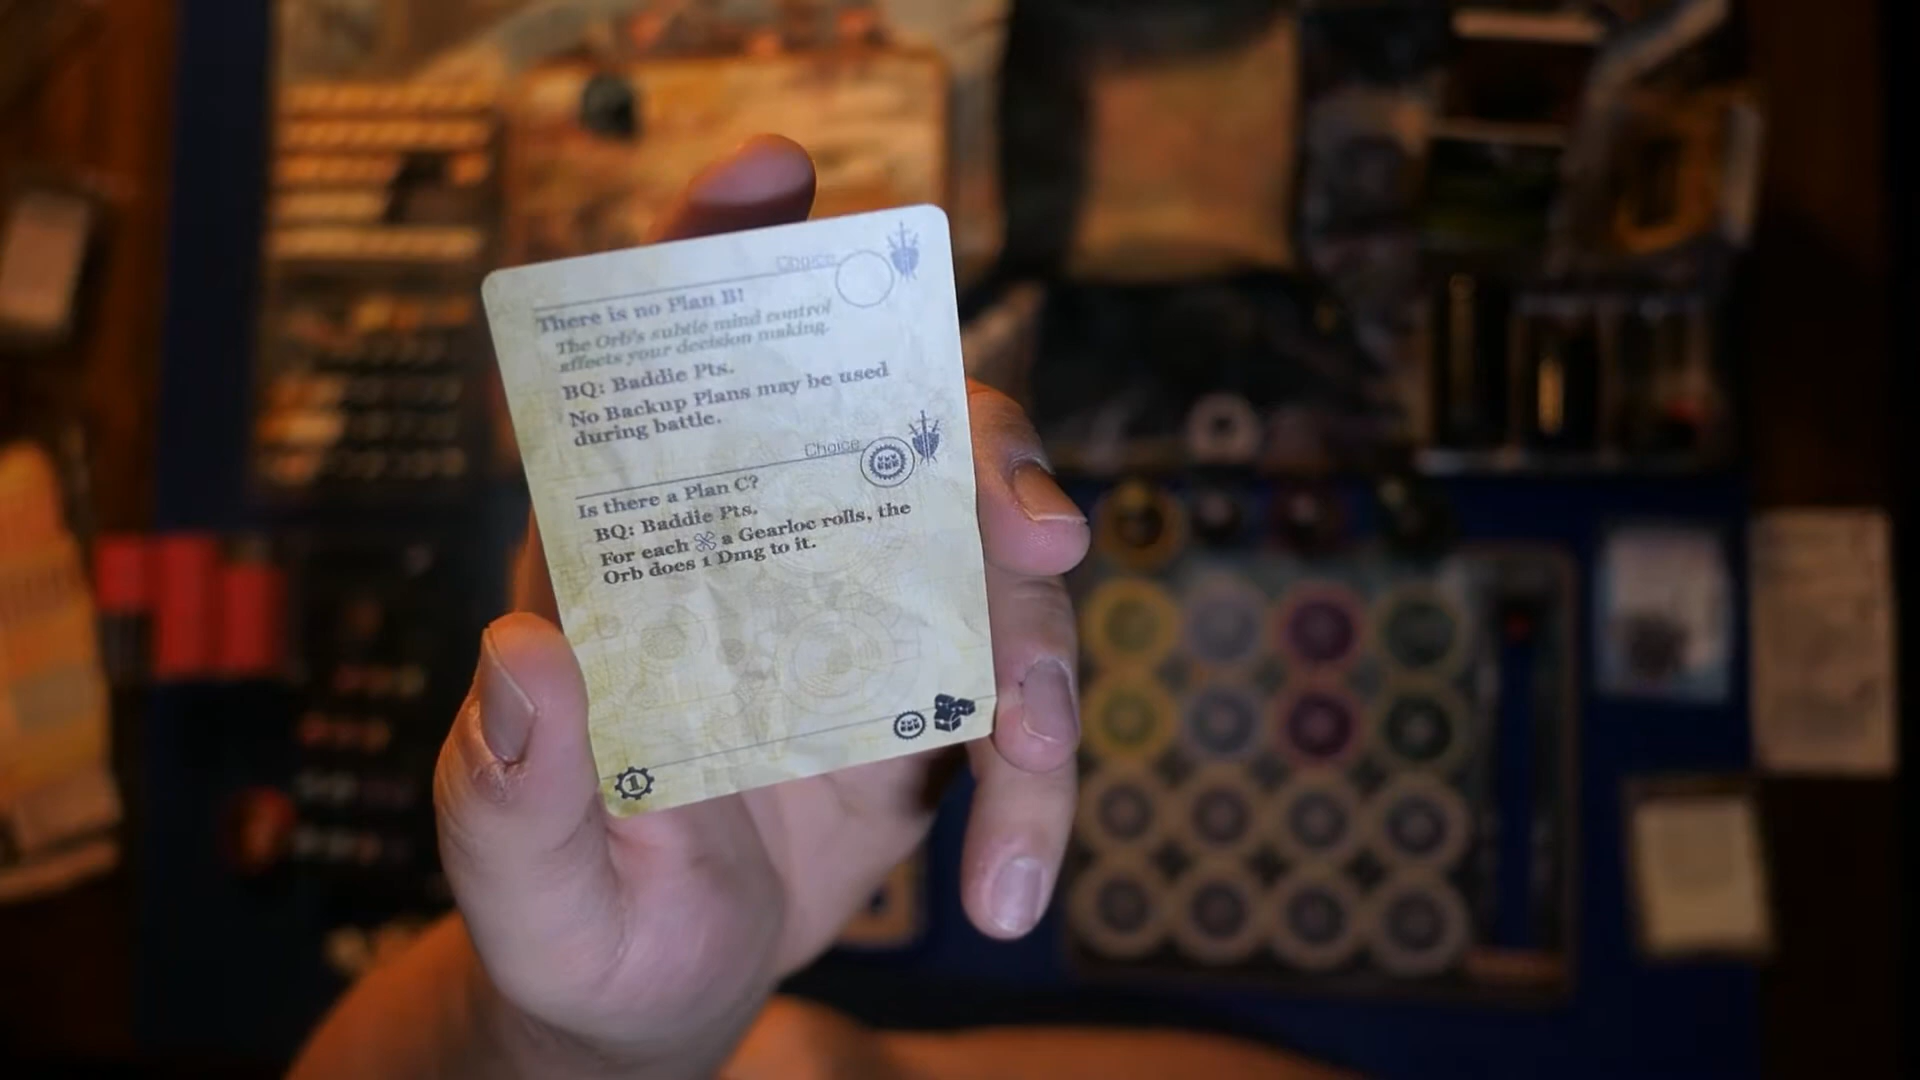 Choice
There is no Plan B!
The Orb's subtle mind control
affects your decision making.
BQ: Baddie Pts.
No Backup Plans may be used
during battle.
Choice
Is there a Plan C?
BQ: Baddie Pts.
For each a Gearloc rolls, the
Orb does 1 Dmg to it.
1